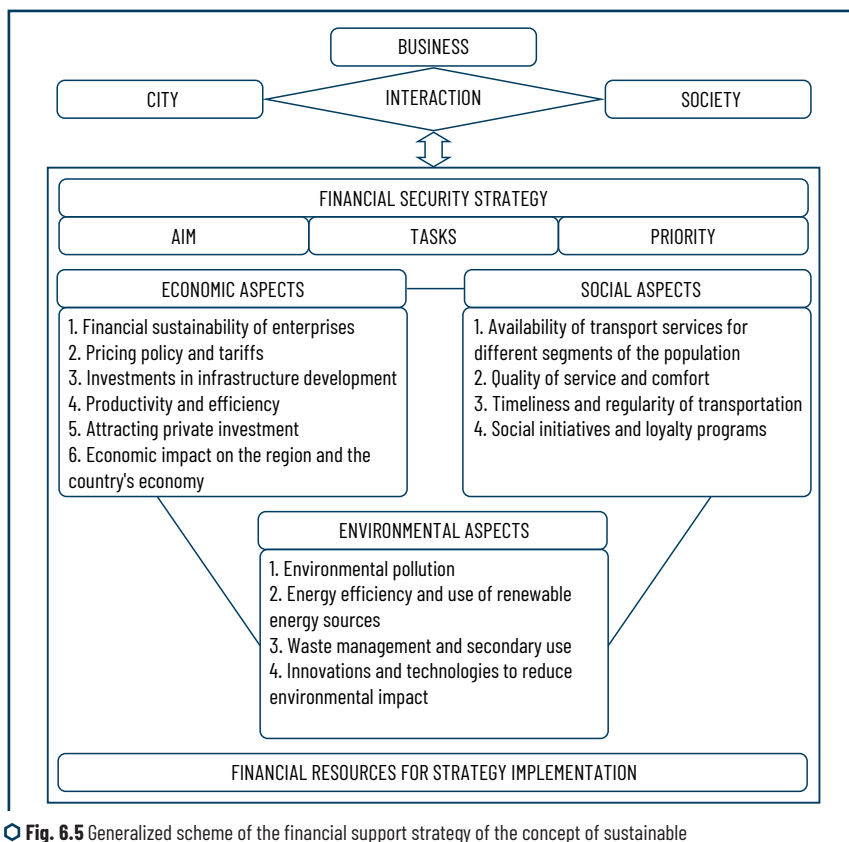 BUSINESS
CITY
INTERACTION
SOCIETY
FINANCIAL SECURITY STRATEGY
AIM
TASKS
PRIORITY
ECONOMIC ASPECTS
1. Financial sustainability of enterprises
2. Pricing policy and tariffs
3. Investments in infrastructure development
4. Productivity and efficiency
5. Attracting private investment
6. Economic impact on the region and the
country's economy
SOCIAL ASPECTS
1. Availability of transport services for
different segments of the population
2. Quality of service and comfort
3. Timeliness and regularity of transportation
4. Social initiatives and loyalty programs
ENVIRONMENTAL ASPECTS
1. Environmental pollution
2. Energy efficiency and use of renewable
energy sources
3. Waste management and secondary use
4. Innovations and technologies to reduce
environmental impact
FINANCIAL RESOURCES FOR STRATEGY IMPLEMENTATION
Fig. 6.5 Generalized scheme of the financial support strategy of the concept of sustainable